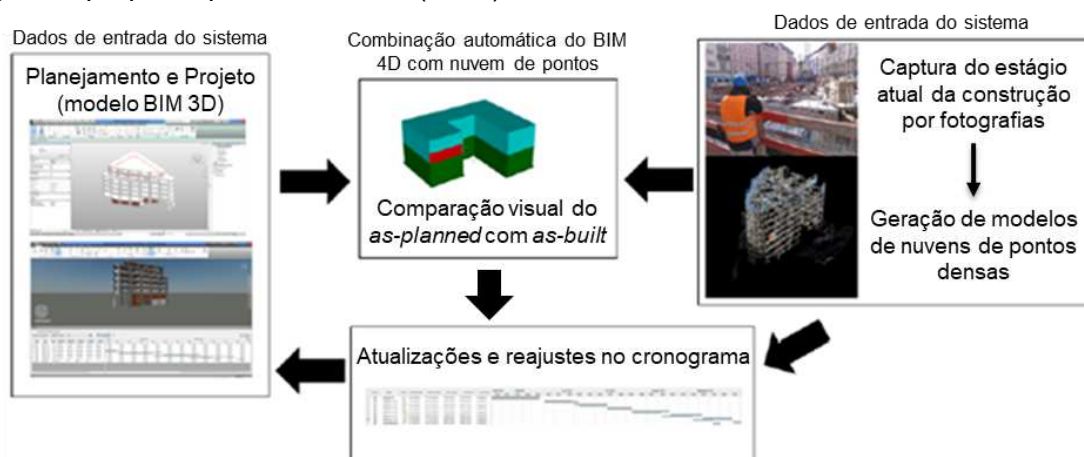 Dados de entrada do sistema
Planejamento e Projeto
(modelo BIM 3D)
Combinação automática do BIM
4D com nuvem de pontos
Comparação visual do
as-planned com as-built
Dados de entrada do sistema
Captura do estágio
atual da construção
por fotografias
Geração de modelos
de nuvens de pontos
densas
Atualizações e reajustes no cronograma